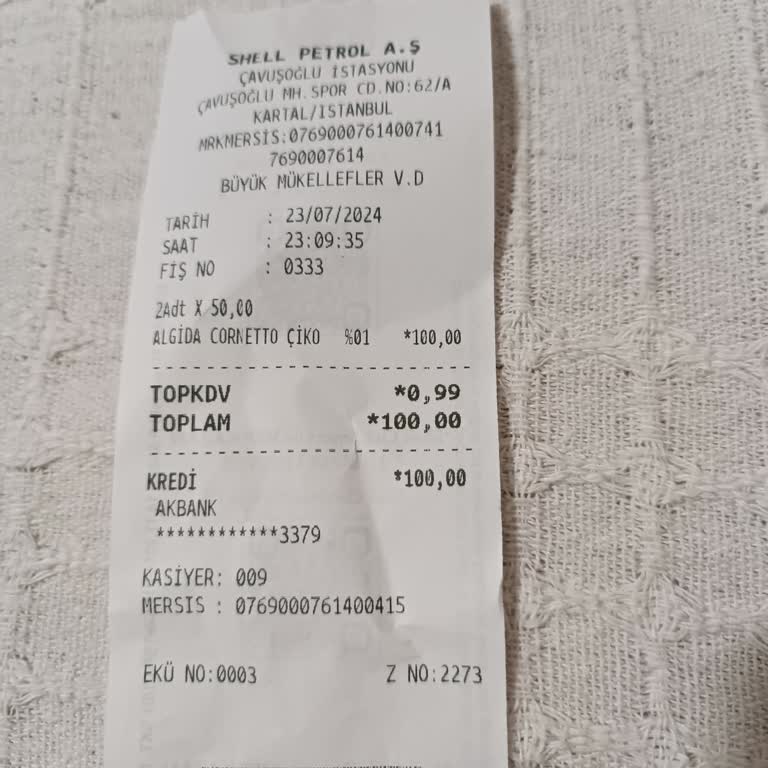 SHELL PETROL A.Ş
ÇAVUŞOĞLU İSTASYONU
ÇAVUŞOĞLU MH.SPOR CD.NO:62/A
KARTAL/İSTANBUL
MRKMERSİS:0769000761400741
7690007614
BÜYÜK MÜKELLEFLER V.D
TARİH : 23/07/2024
SAAT : 23:09:35
FİŞ NO : 0333
2Adt X 50,00
ALGİDA CORNETTO ÇİKO %01 *100,00
TOPKDV *0,99
TOPLAM *100,00
KREDİ *100,00
AKBANK
************3379
KASİYER: 009
MERSIS : 0769000761400415
EKÜ NO:0003 Z NO:2273